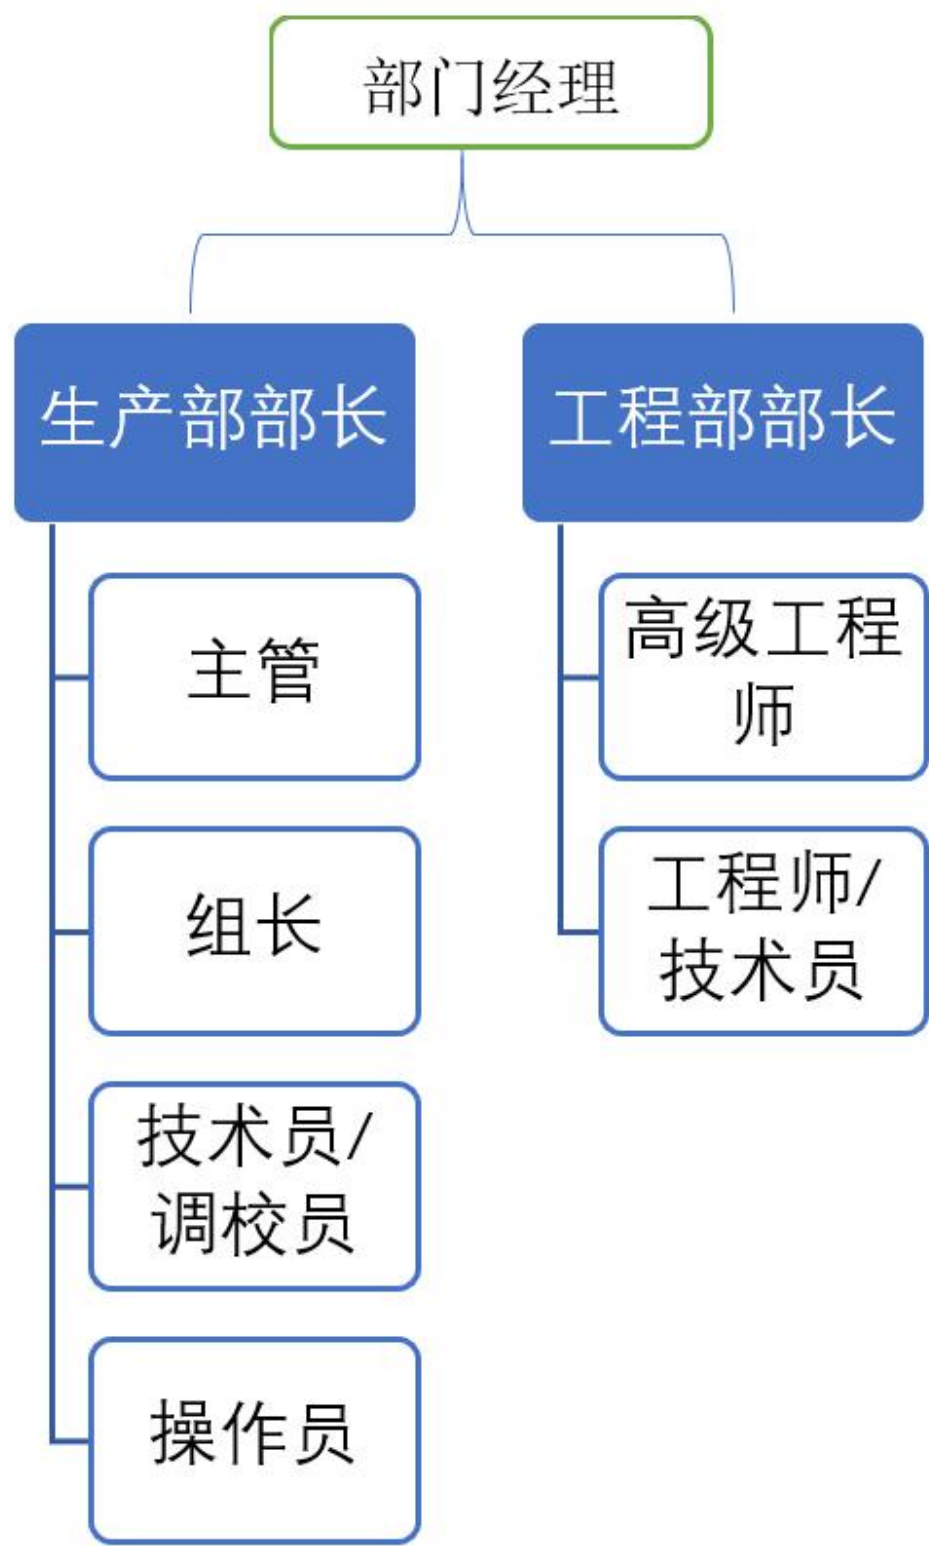 部门经理
生产部部长
工程部部长
主管
高级工程
师
组长
工程师/
技术员
技术员/
调校员
操作员